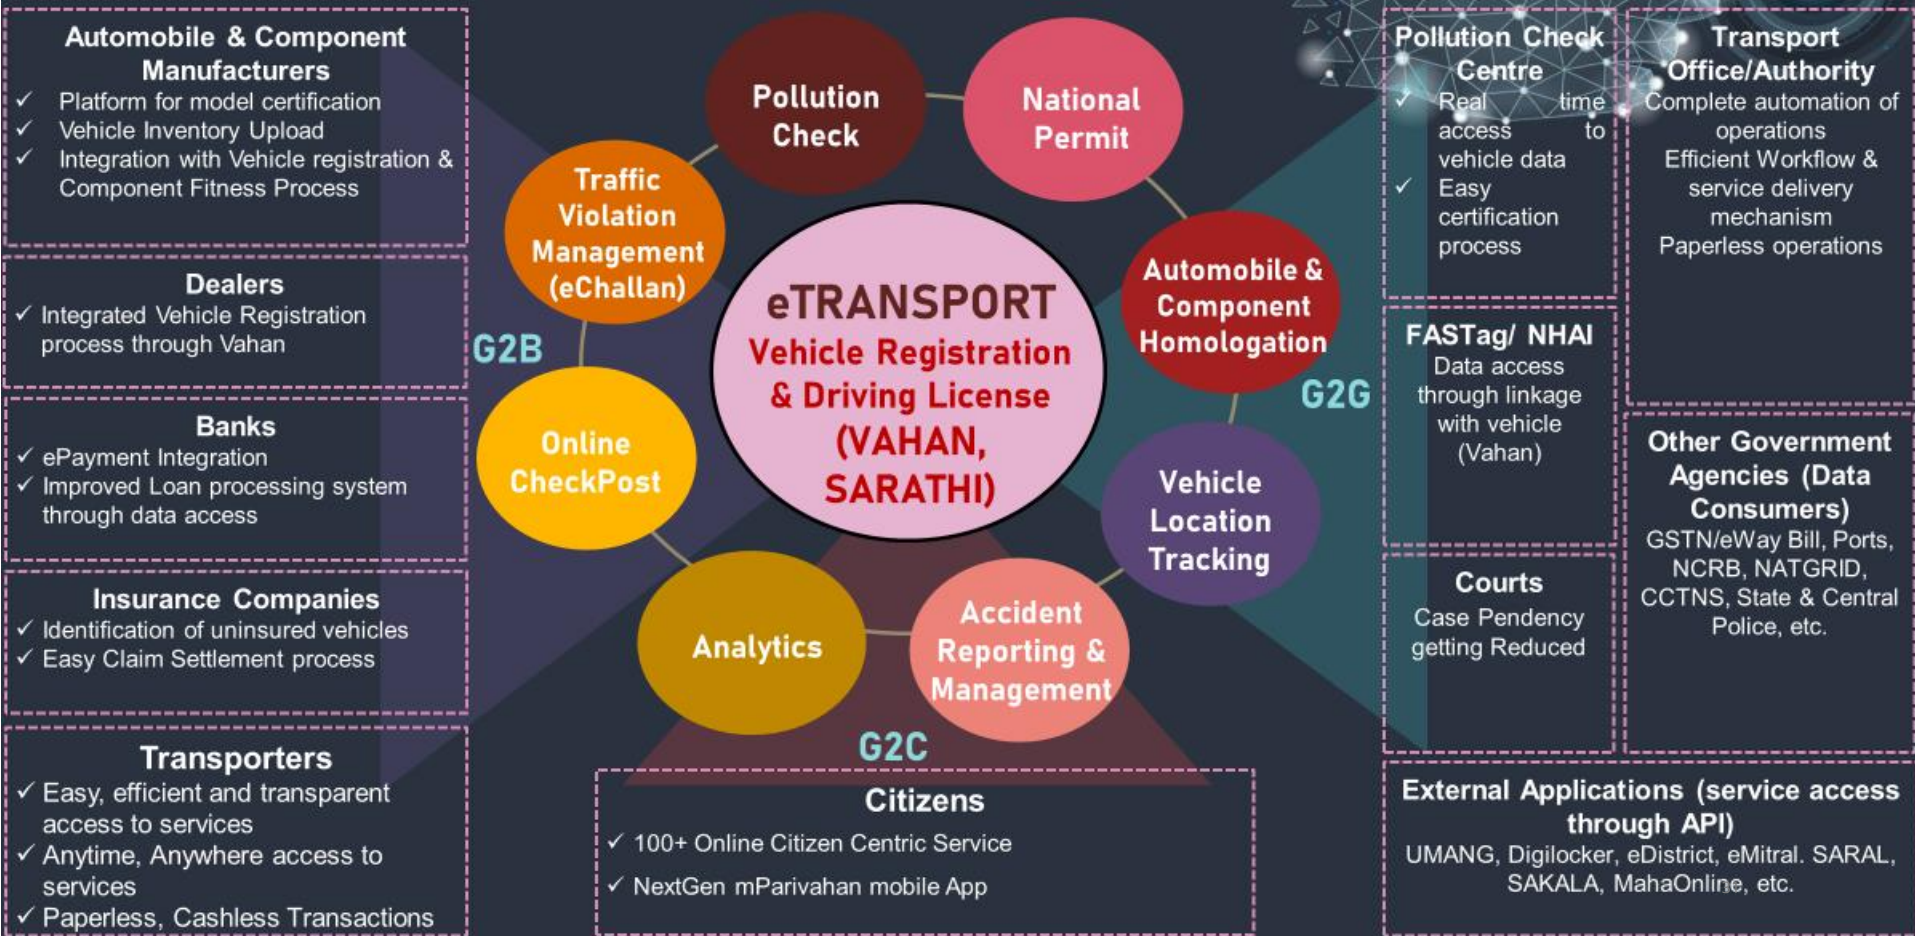 Automobile & Component
Manufacturers
✓ Platform for model certification
✓ Vehicle Inventory Upload
✓ Integration with Vehicle registration &
Component Fitness Process
Dealers
✓ Integrated Vehicle Registration
process through Vahan
Banks
✓ ePayment Integration
✓ Improved Loan processing system
through data access
Insurance Companies
✓ Identification of uninsured vehicles
✓ Easy Claim Settlement process
Transporters
✓ Easy, efficient and transparent
access to services
✓ Anytime, Anywhere access to
services
✓ Paperless, Cashless Transactions
G2B
Pollution
Check
National
Permit
Traffic
Violation
Management
(eChallan)
Automobile &
Component
Homologation
eTRANSPORT
Vehicle Registration
& Driving License
(VAHAN,
SARATHI)
Online
CheckPost
Vehicle
Location
Tracking
Analytics
Accident
Reporting &
Management
G2G
G2C
Citizens
✓ 100+ Online Citizen Centric Service
✓ NextGen mParivahan mobile App
Pollution Check
Centre
✓ Real time
access to
vehicle data
✓ Easy
certification
process
FASTag/ NHAI
Data access
through linkage
with vehicle
(Vahan)
Courts
Case Pendency
getting Reduced
Transport
Office/Authority
Complete automation of
operations
Efficient Workflow &
service delivery
mechanism
Paperless operations
Other Government
Agencies (Data
Consumers)
GSTN/eWay Bill, Ports,
NCRB, NATGRID,
CCTNS, State & Central
Police, etc.
External Applications (service access
through API)
UMANG, Digilocker, eDistrict, eMitral. SARAL,
SAKALA, MahaOnline, etc.